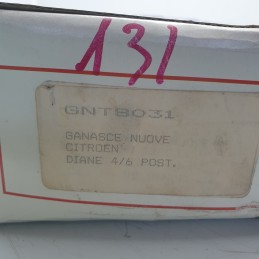 131
GNT8031
GANASCE NUOVE
CITROEN
DIANE 4/6 POST.